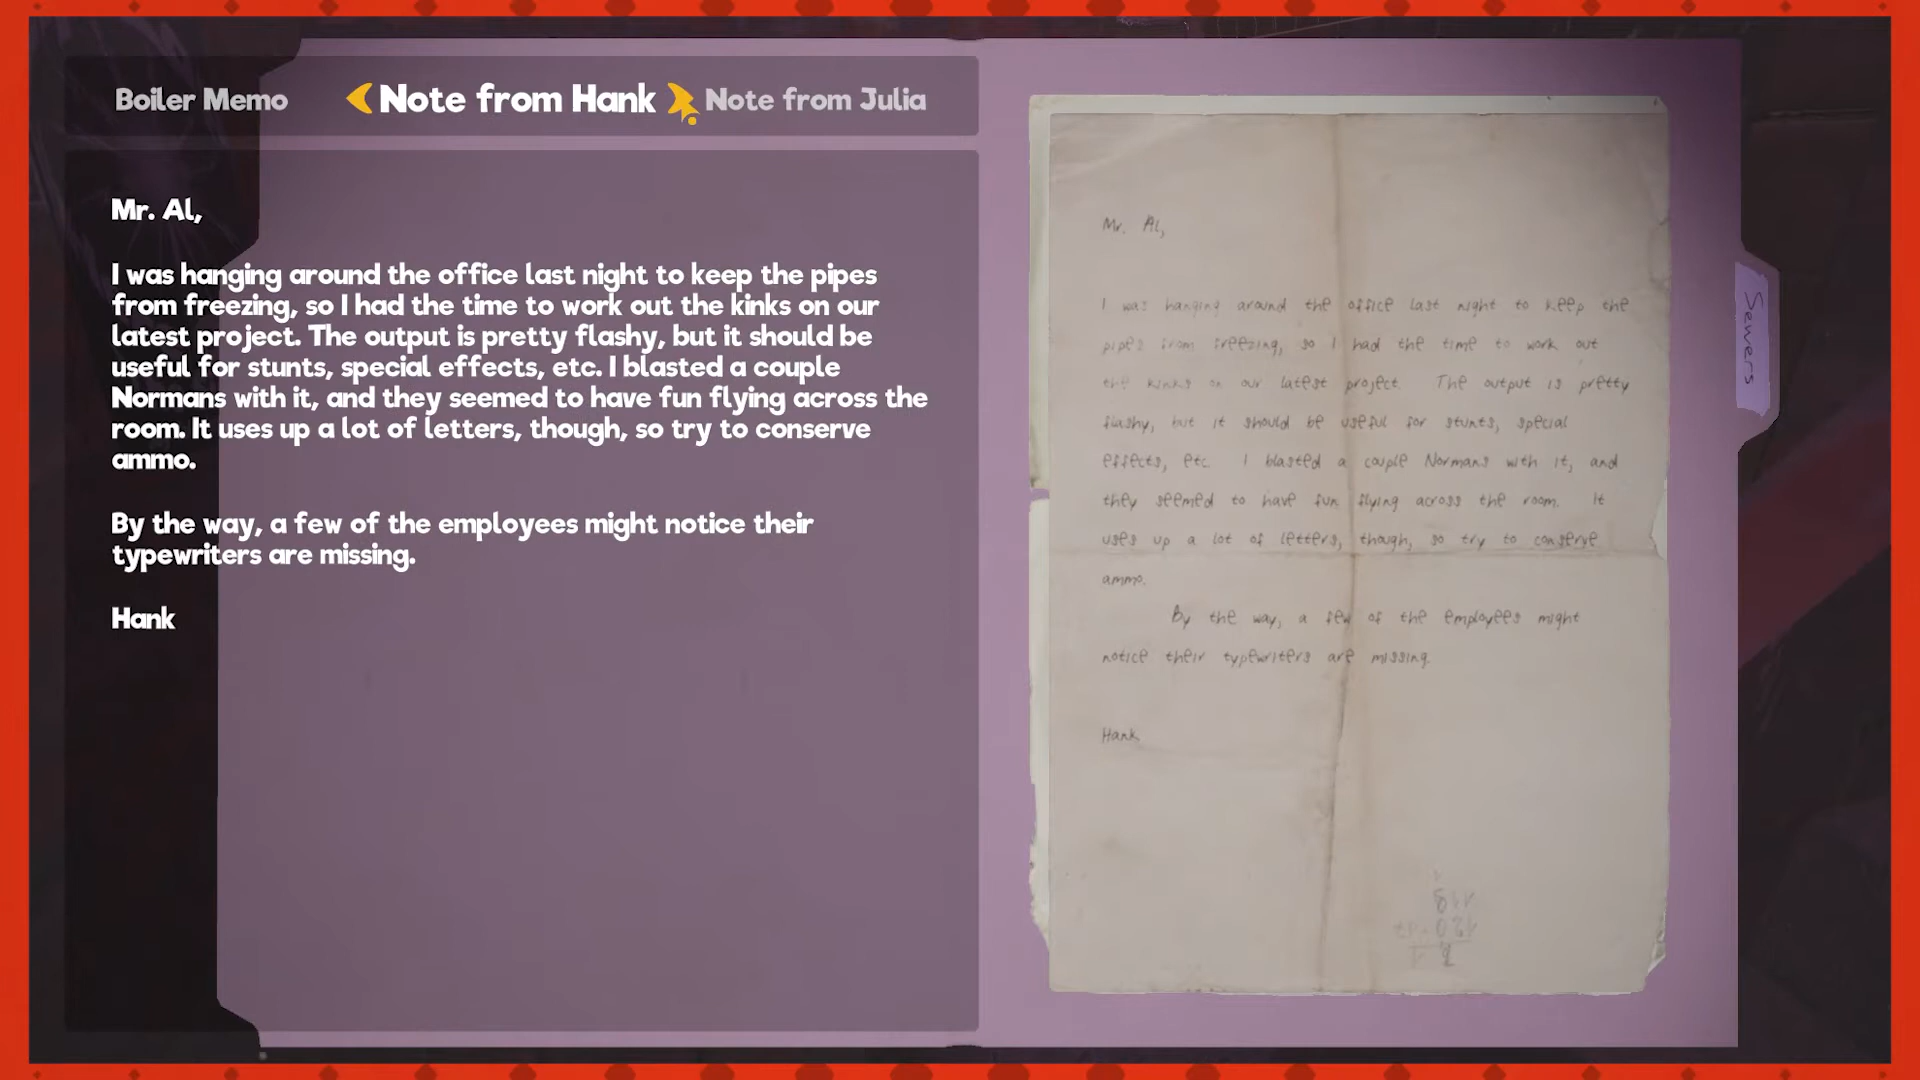 Boiler Memo
Note from Hank
Note from Julia
Mr. Al,
I was hanging around the office last night to keep the pipes
from freezing, so I had the time to work out the kinks on our
latest project. The output is pretty flashy, but it should be
useful for stunts, special effects, etc. I blasted a couple
Normans with it, and they seemed to have fun flying across the
room. It uses up a lot of letters, though, so try to conserve
ammo.
By the way, a few of the employees might notice their
typewriters are missing.
Hank
Mr. Al,
I was hanging around the office last night to keep the
pipes from freezing, so I had the time to work out
the kinks on our latest project. The output is pretty
flashy, but it should be useful for stunts, special
effects, etc. I blasted a couple Normans with it, and
they seemed to have fun flying across the room. It
uses up a lot of letters, though, so try to conserve
ammo.
By the way, a few of the employees might
notice their typewriters are missing.
Hank
Sewers